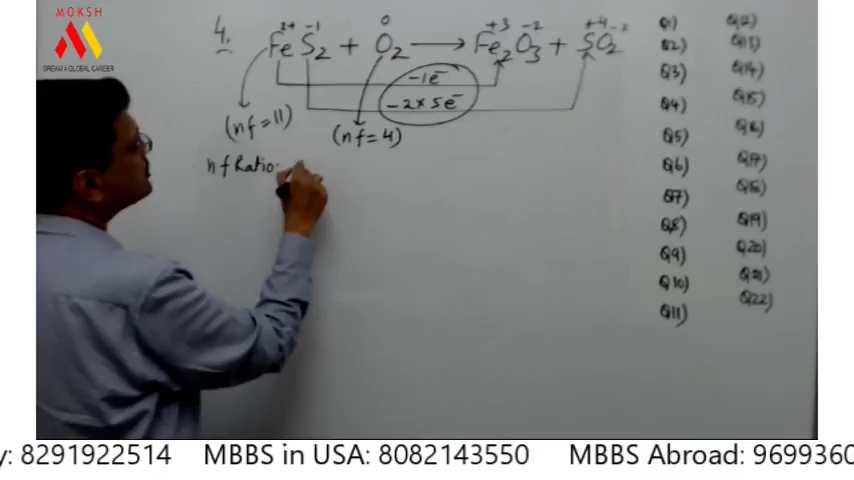 MOKSH
DREAM A GLOBAL CAREER
4.
2+ -1 0 +3 -2 +4 -2
FeS₂ + O₂ → Fe₂O₃ + SO₂
-1e⁻
-2×5e⁻
(nf=11)
(nf=4)
nf Ratio:
Q1)
Q2)
Q3)
Q4)
Q5)
Q6)
Q7)
Q8)
Q9)
Q10)
Q11)
Q12)
Q13)
Q14)
Q15)
Q16)
Q17)
Q18)
Q19)
Q20)
Q21)
Q22)
y: 8291922514 MBBS in USA: 8082143550 MBBS Abroad: 9699360